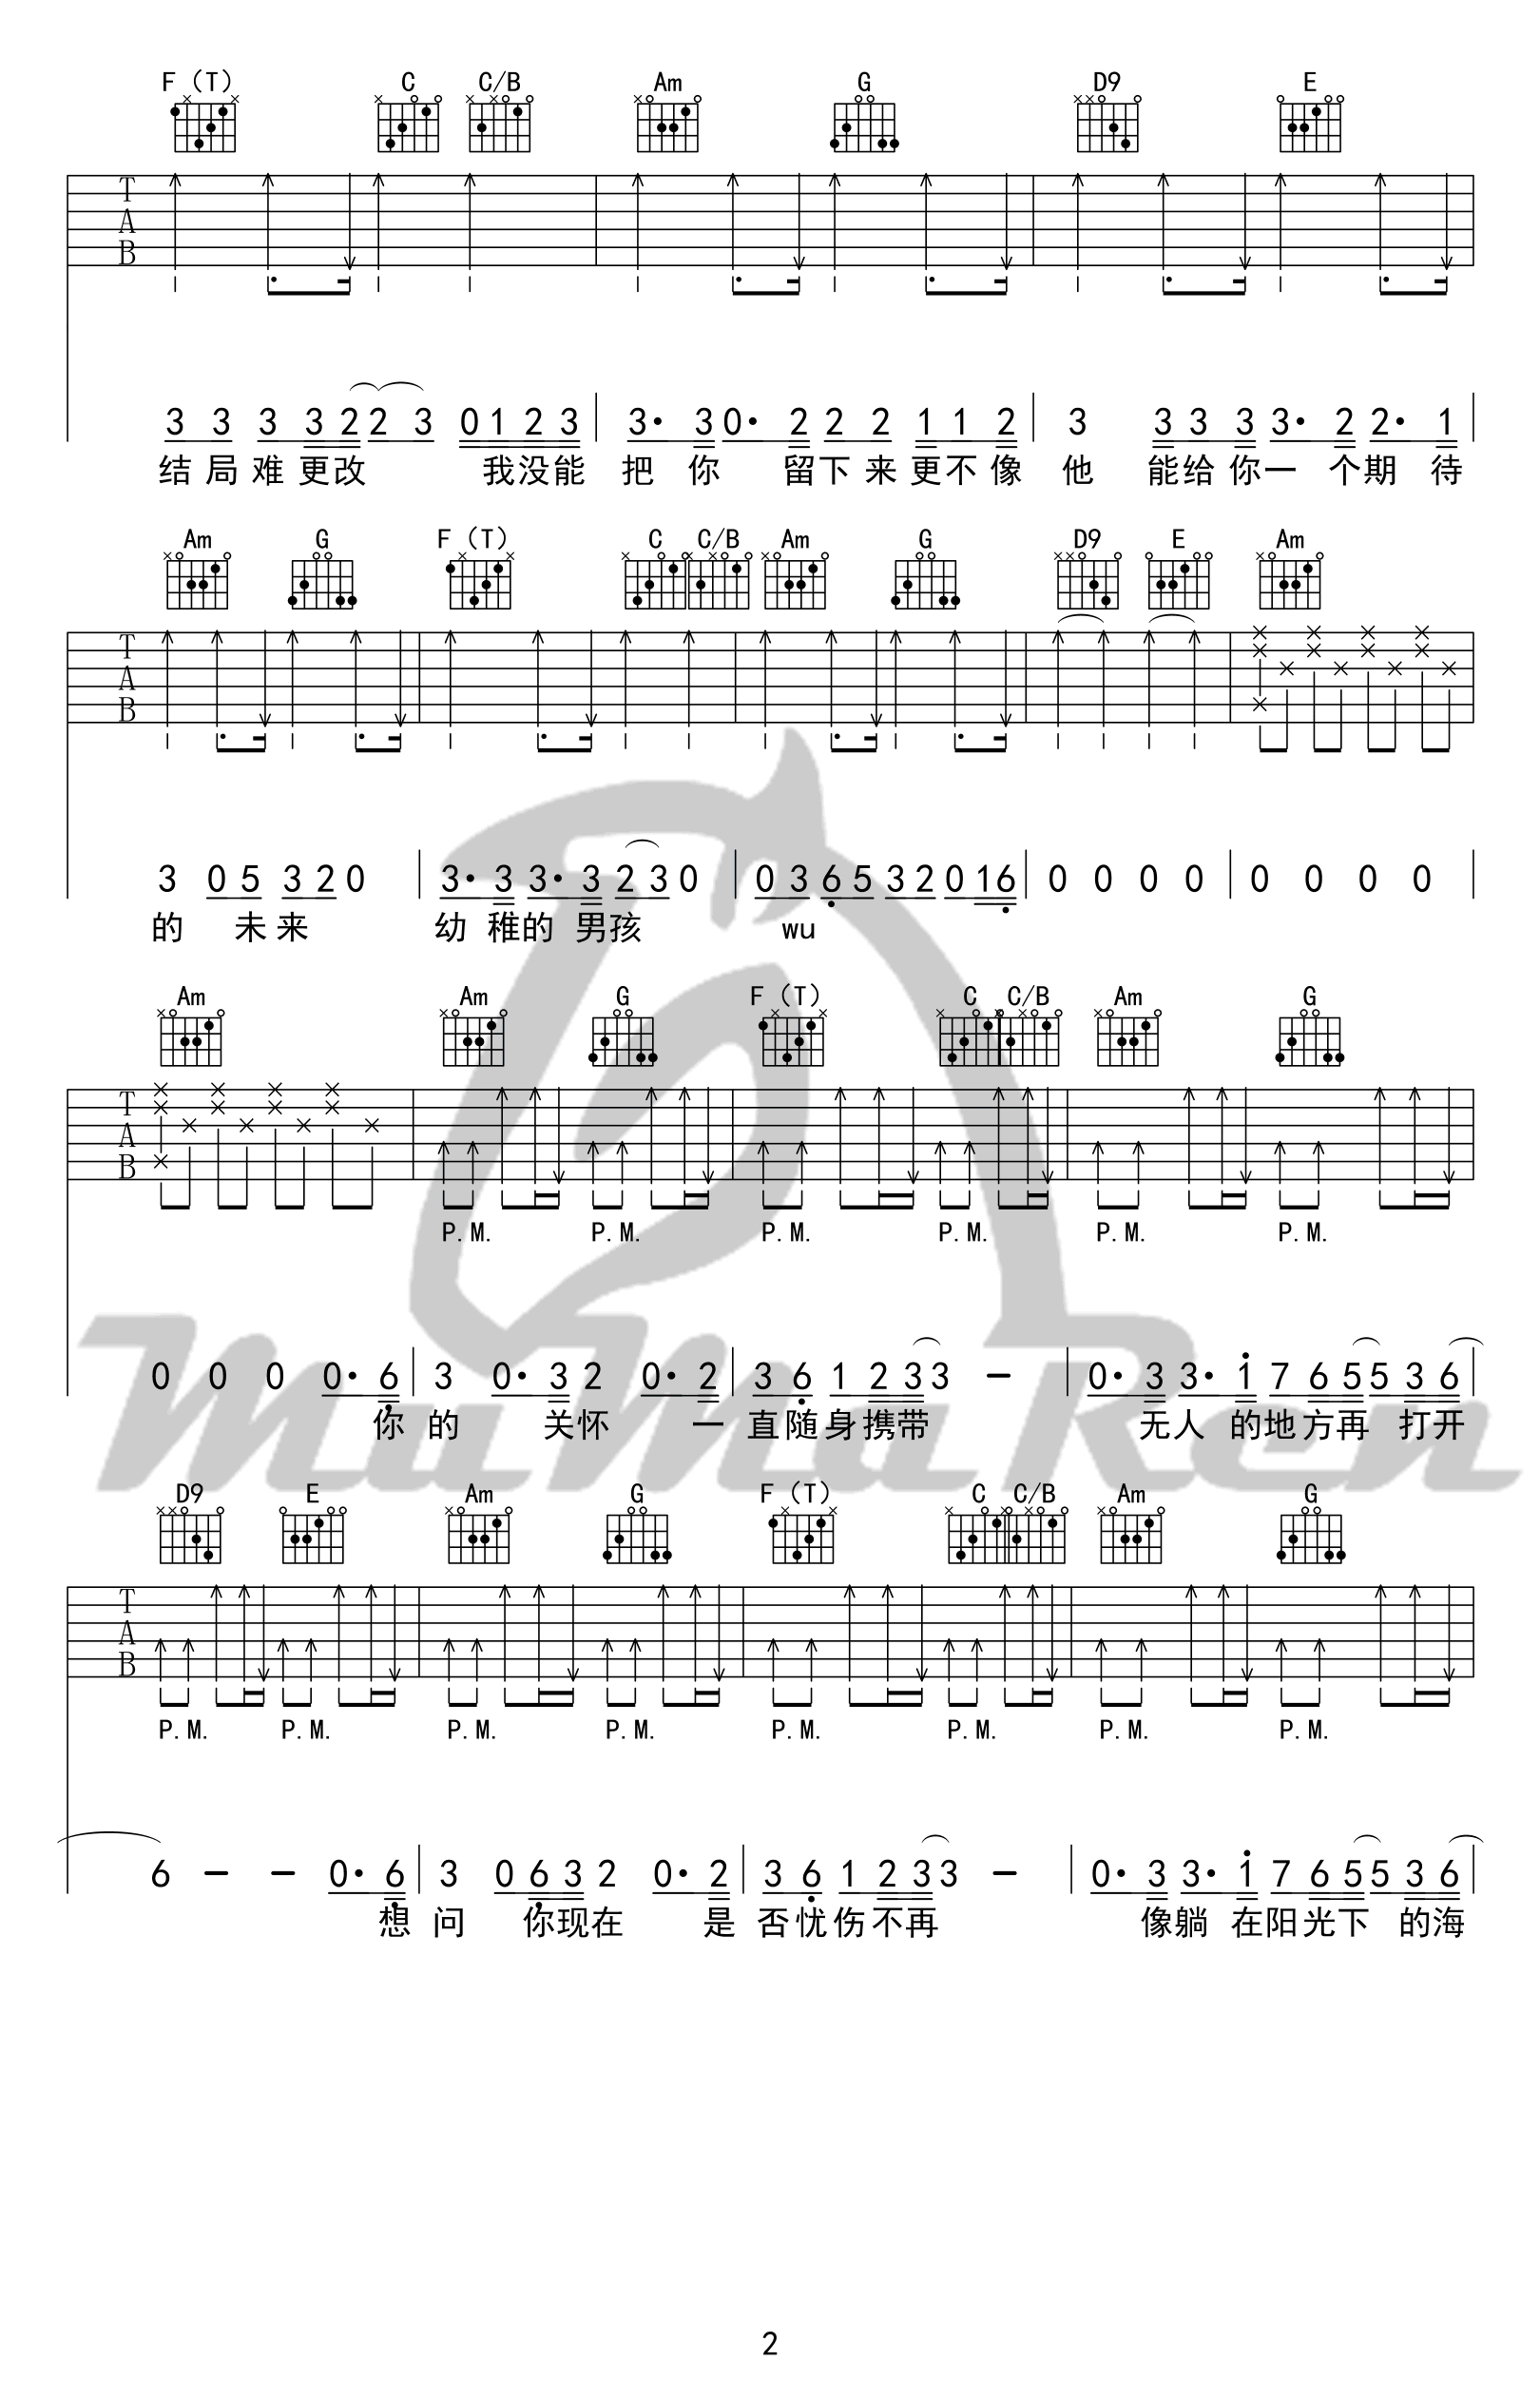 F（T） C C/B Am G D9 E
T
A
B
3 3 3 3 2 2 3 0 1 2 3 3· 3 0· 2 2 2 1 1 2 3 3 3 3 3· 2 2· 1
结 局 难 更 改 我 没 能 把 你 留 下 来 更 不 像 他 能 给 你 一 个 期 待
Am G F（T） C C/B Am G D9 E Am
T
A
B
3 0 5 3 2 0 3· 3 3· 3 2 3 0 0 3 6 5 3 2 0 1 6 0 0 0 0 0 0 0 0
的 未 来 幼 稚 的 男 孩 wu
Am Am G F（T） C C/B Am G
T
A
B
P.M. P.M. P.M. P.M. P.M. P.M.
0 0 0 0· 6 3 0· 3 2 0· 2 3 6 1 2 3 3 - 0· 3 3· 1 7 6 5 5 3 6
你 的 关 怀 一 直 随 身 携 带 无 人 的 地 方 再 打 开
MuMaRen
D9 E Am G F（T） C C/B Am G
T
A
B
P.M. P.M. P.M. P.M. P.M. P.M. P.M. P.M.
6 - - 0· 6 3 0 6 3 2 0· 2 3 6 1 2 3 3 - 0· 3 3· 1 7 6 5 5 3 6
想 问 你 现 在 是 否 忧 伤 不 再 像 躺 在 阳 光 下 的 海
2